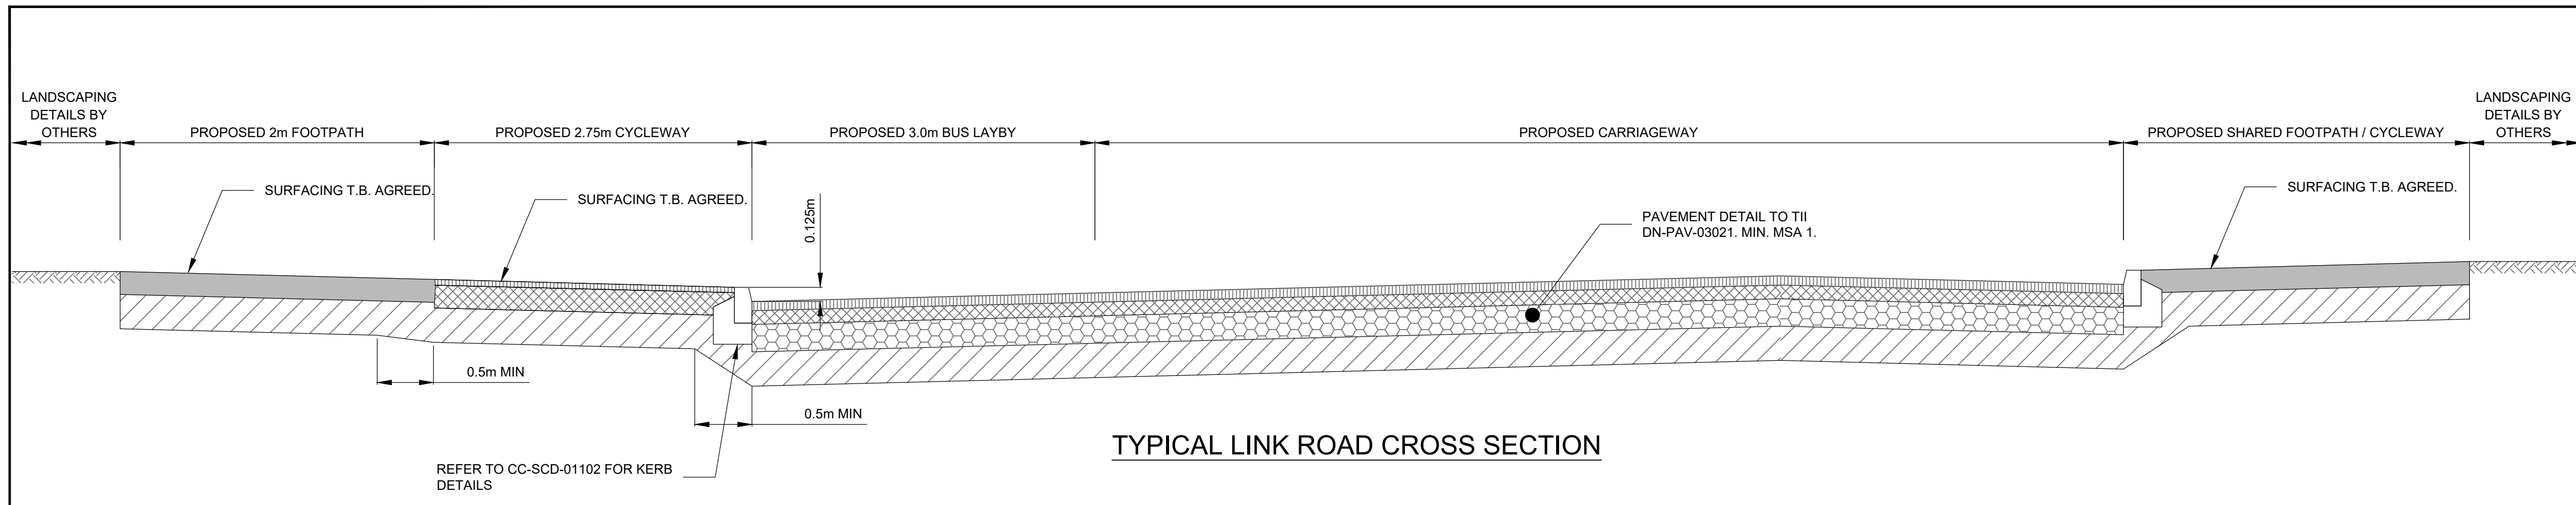 LANDSCAPING
DETAILS BY
OTHERS
PROPOSED 2m FOOTPATH
PROPOSED 2.75m CYCLEWAY
PROPOSED 3.0m BUS LAYBY
PROPOSED CARRIAGEWAY
PROPOSED SHARED FOOTPATH / CYCLEWAY
LANDSCAPING
DETAILS BY
OTHERS
SURFACING T.B. AGREED.
SURFACING T.B. AGREED.
0.125m
PAVEMENT DETAIL TO TII
DN-PAV-03021. MIN. MSA 1.
SURFACING T.B. AGREED.
0.5m MIN
0.5m MIN
REFER TO CC-SCD-01102 FOR KERB
DETAILS
TYPICAL LINK ROAD CROSS SECTION